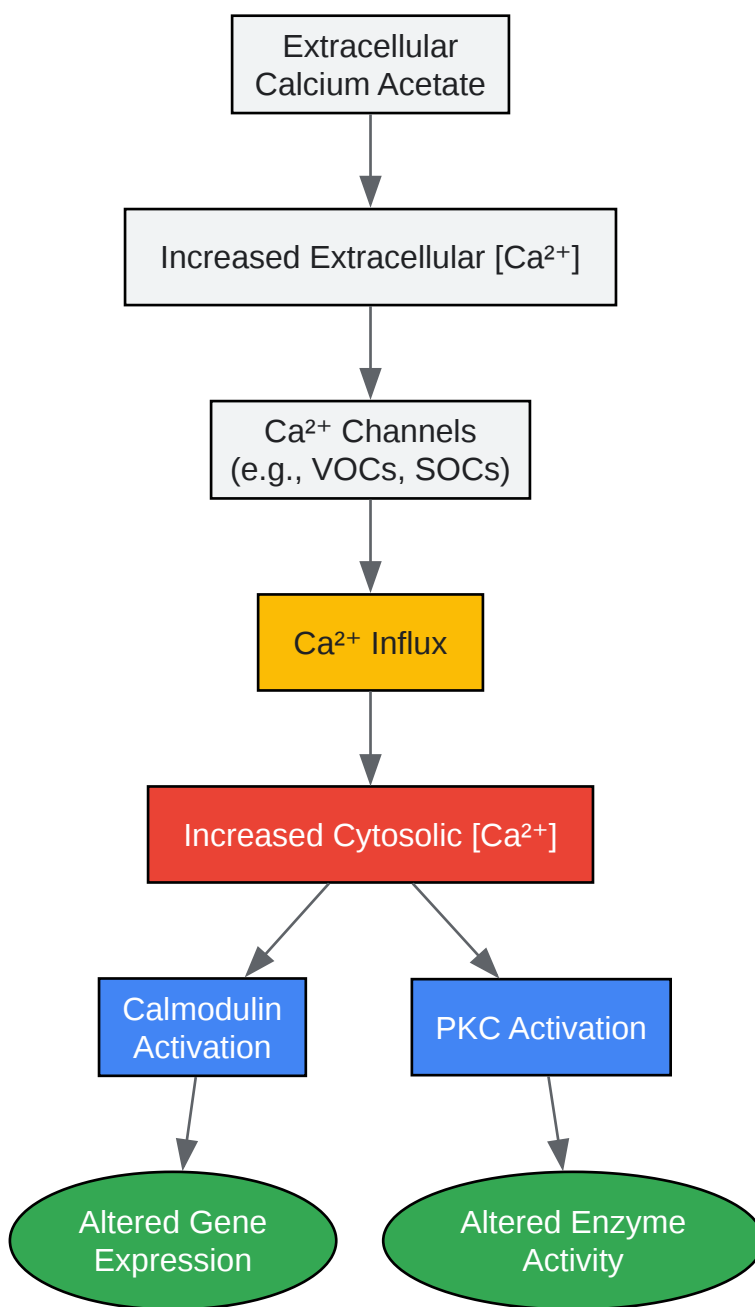 Extracellular
Calcium Acetate
Increased Extracellular [Ca²⁺]
Ca²⁺ Channels
(e.g., VOCs, SOCs)
Ca²⁺ Influx
Increased Cytosolic [Ca²⁺]
Calmodulin
Activation
PKC Activation
Altered Gene
Expression
Altered Enzyme
Activity